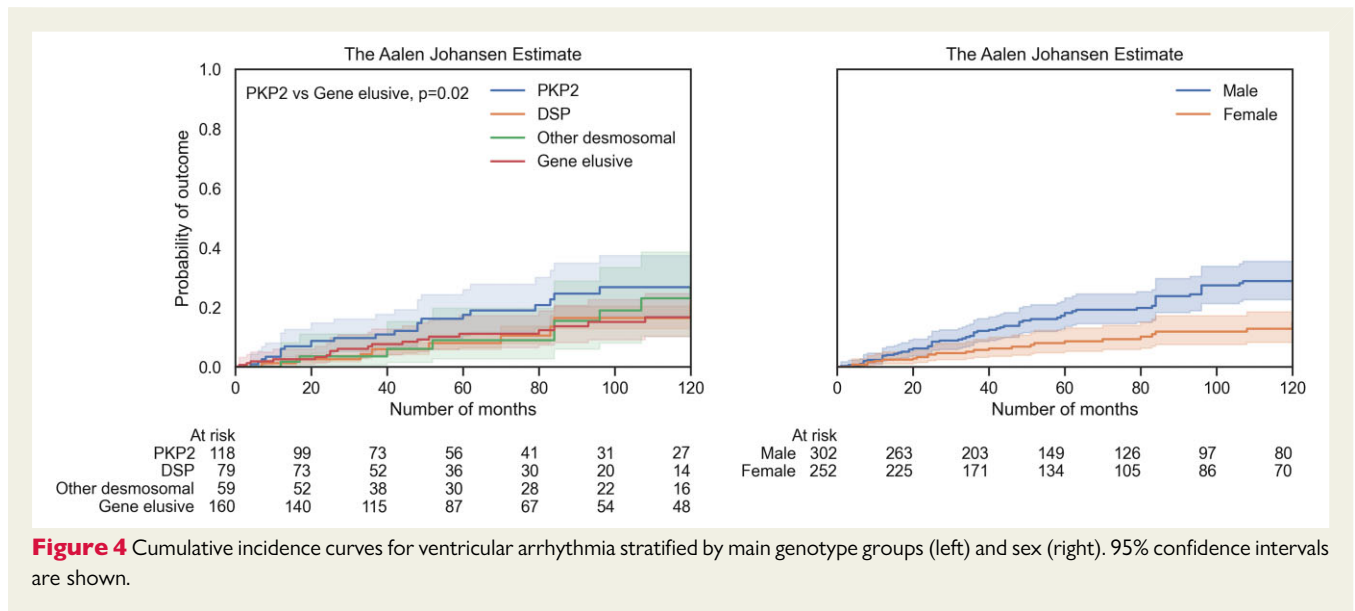 The Aalen Johansen Estimate
PKP2 vs Gene elusive, p=0.02
PKP2
DSP
Other desmosomal
Gene elusive
Probability of outcome
1.0
0.8
0.6
0.4
0.2
0.0
0 20 40 60 80 100 120
Number of months
At risk
PKP2 118 99 73 56 41 31 27
DSP 79 73 52 36 30 20 14
Other desmosomal 59 52 38 30 28 22 16
Gene elusive 160 140 115 87 67 54 48
The Aalen Johansen Estimate
Male
Female
0 20 40 60 80 100 120
Number of months
At risk
Male 302 263 203 149 126 97 80
Female 252 225 171 134 105 86 70
Figure 4 Cumulative incidence curves for ventricular arrhythmia stratified by main genotype groups (left) and sex (right). 95% confidence intervals
are shown.